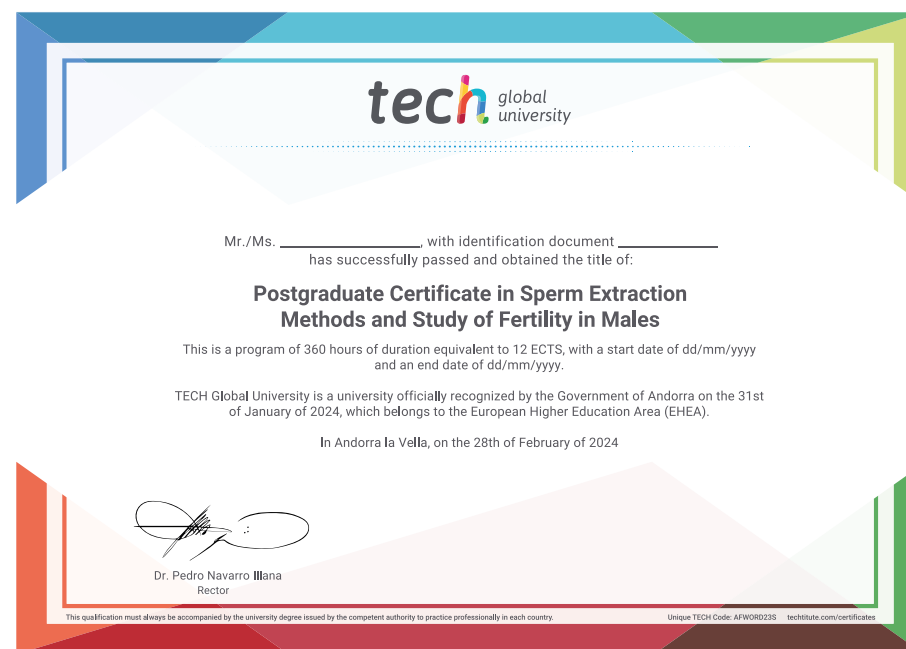 tech global university
Mr./Ms. ____________________, with identification document ______________
has successfully passed and obtained the title of:
Postgraduate Certificate in Sperm Extraction
Methods and Study of Fertility in Males
This is a program of 360 hours of duration equivalent to 12 ECTS, with a start date of dd/mm/yyyy
and an end date of dd/mm/yyyy.
TECH Global University is a university officially recognized by the Government of Andorra on the 31st
of January of 2024, which belongs to the European Higher Education Area (EHEA).
In Andorra la Vella, on the 28th of February of 2024
Dr. Pedro Navarro Illana
Rector
This qualification must always be accompanied by the university degree issued by the competent authority to practice professionally in each country. Unique TECH Code: AFWORD23S techtitute.com/certificates